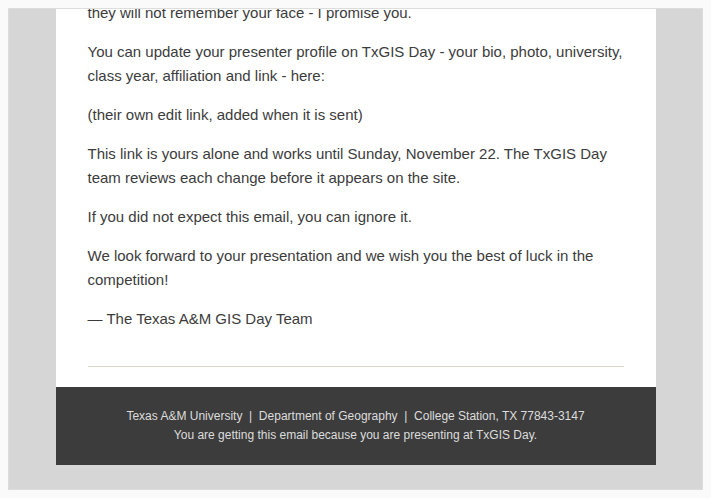 they will not remember your face - I promise you.
You can update your presenter profile on TxGIS Day - your bio, photo, university,
class year, affiliation and link - here:
(their own edit link, added when it is sent)
This link is yours alone and works until Sunday, November 22. The TxGIS Day
team reviews each change before it appears on the site.
If you did not expect this email, you can ignore it.
We look forward to your presentation and we wish you the best of luck in the
competition!
— The Texas A&M GIS Day Team
Texas A&M University | Department of Geography | College Station, TX 77843-3147
You are getting this email because you are presenting at TxGIS Day.